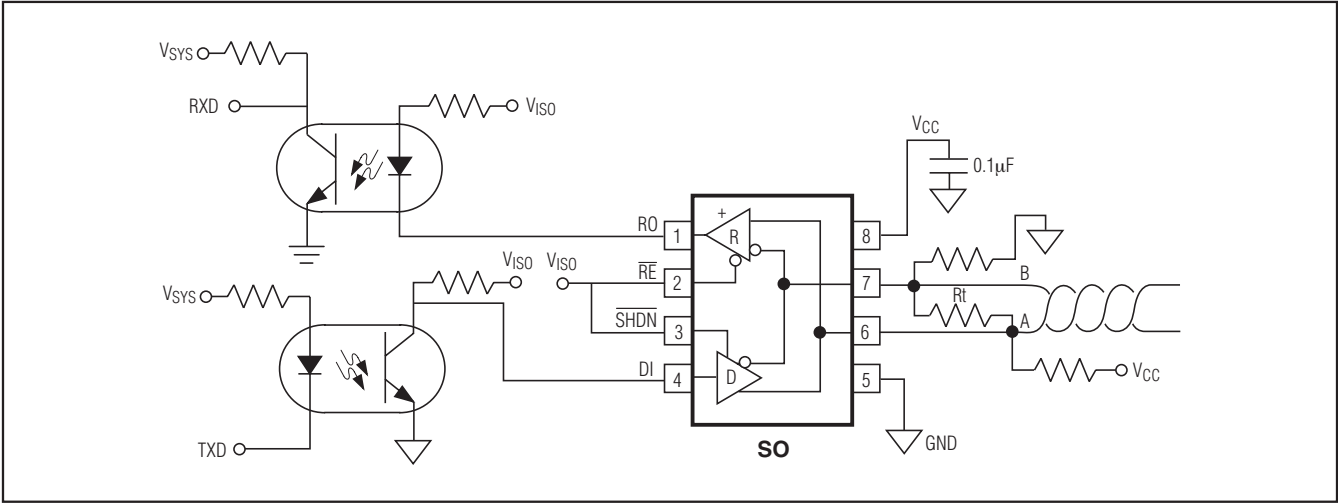 VSYS
RXD
VISO
VCC
0.1μF
RO
1
+
R
8
VISO
VISO
RE
2
7
B
VSYS
SHDN
3
Rt
6
A
DI
4
D
5
VCC
TXD
SO
GND